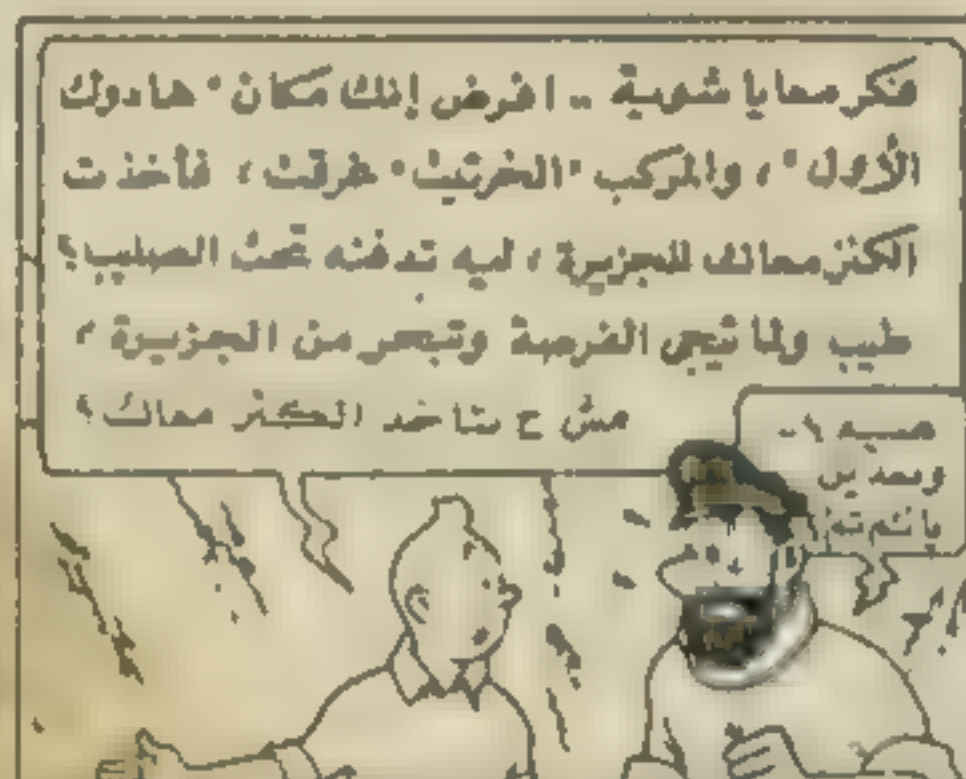 فكر معايا شوية .. افرض إنك مكان "هادوك
الأول"، والمركب "الخرتيت" غرقت، فأخذت
الكنز معاك للجزيرة، ليه تدفنه تحت الصليب؟
طيب ولما تيجي الفرصة وتبحر من الجزيرة،
مش ح تاخد الكنز معاك؟
وبعدين